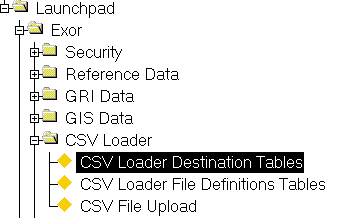 Launchpad
Exor
Security
Reference Data
GRI Data
GIS Data
CSV Loader
CSV Loader Destination Tables
CSV Loader File Definitions Tables
CSV File Upload